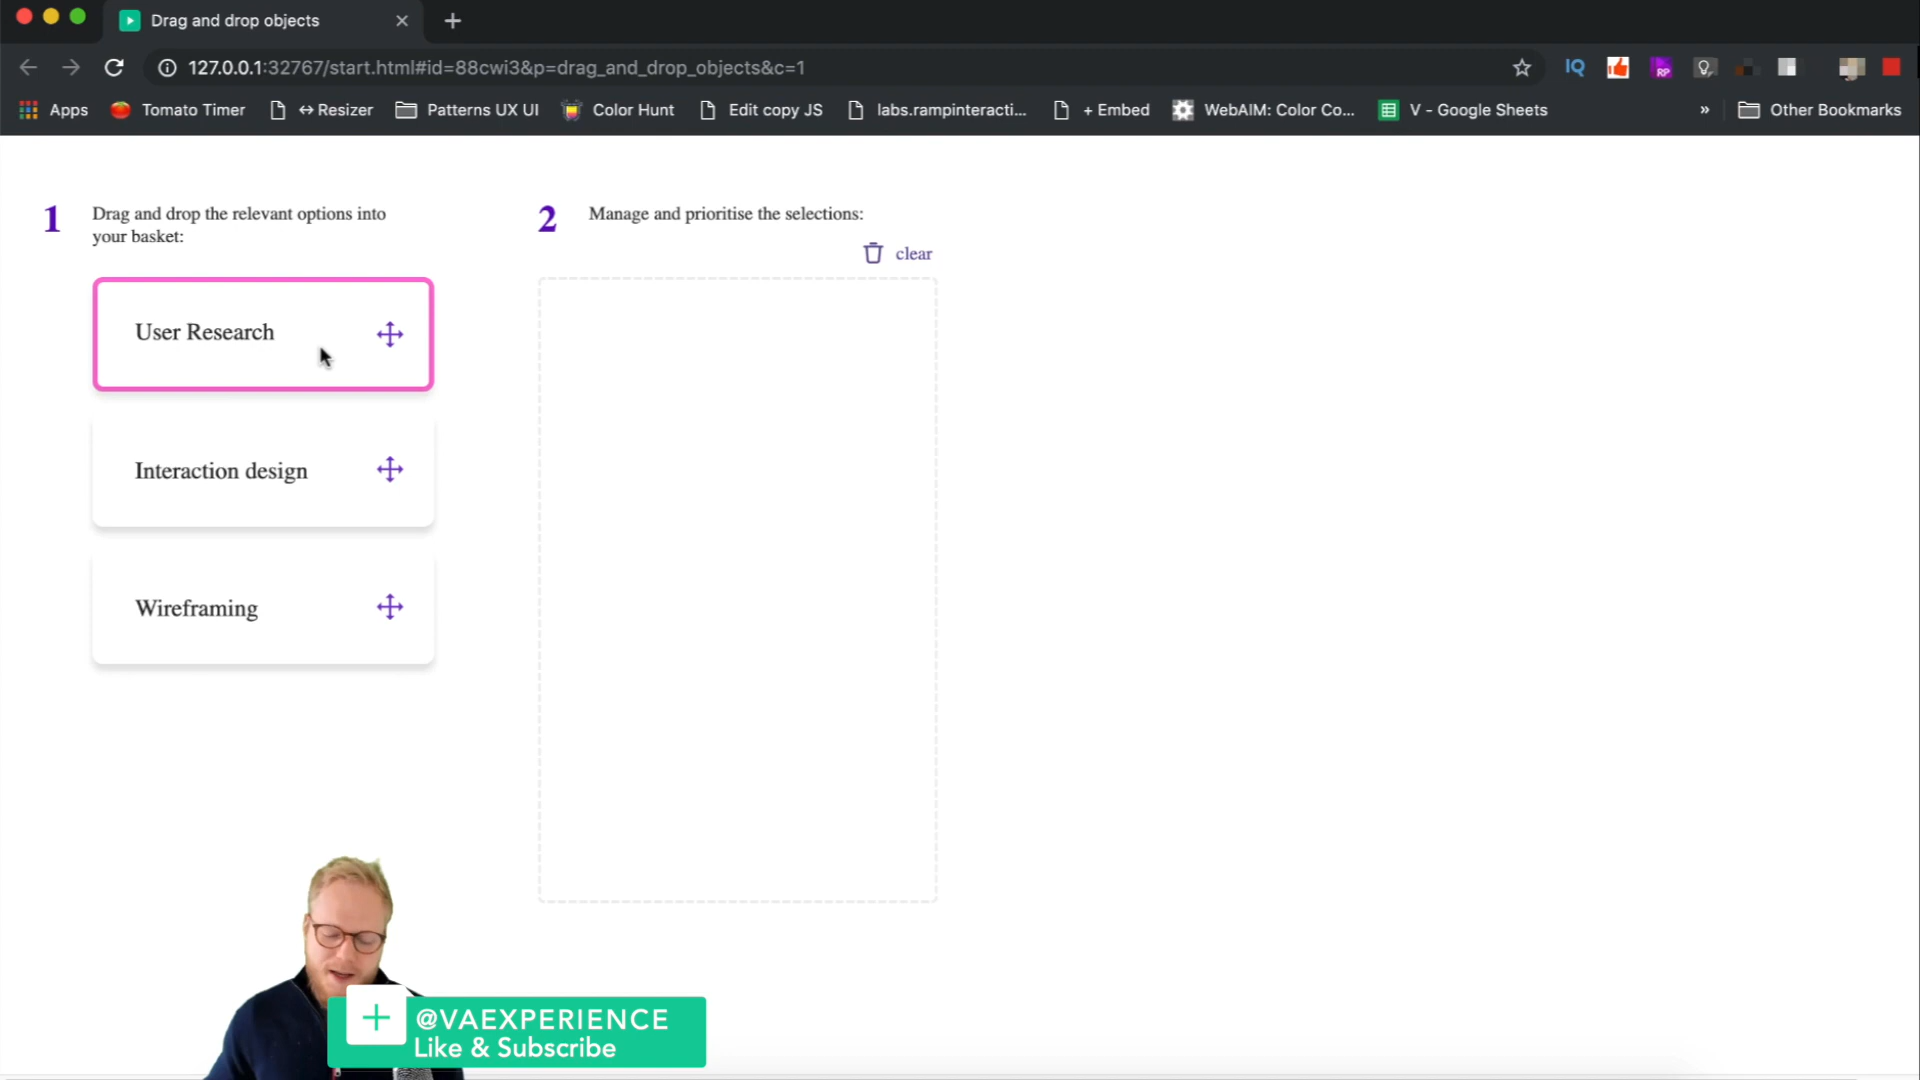 Drag and drop objects
127.0.0.1:32767/start.html#id=88cwi3&p=drag_and_drop_objects&c=1
IQ
RP
Apps
Tomato Timer
↔ Resizer
Patterns UX UI
Color Hunt
Edit copy JS
labs.rampinteracti...
+ Embed
WebAIM: Color Co...
V - Google Sheets
»
Other Bookmarks
1
Drag and drop the relevant options into
your basket:
2
Manage and prioritise the selections:
clear
User Research
Interaction design
Wireframing
@VAEXPERIENCE
Like & Subscribe